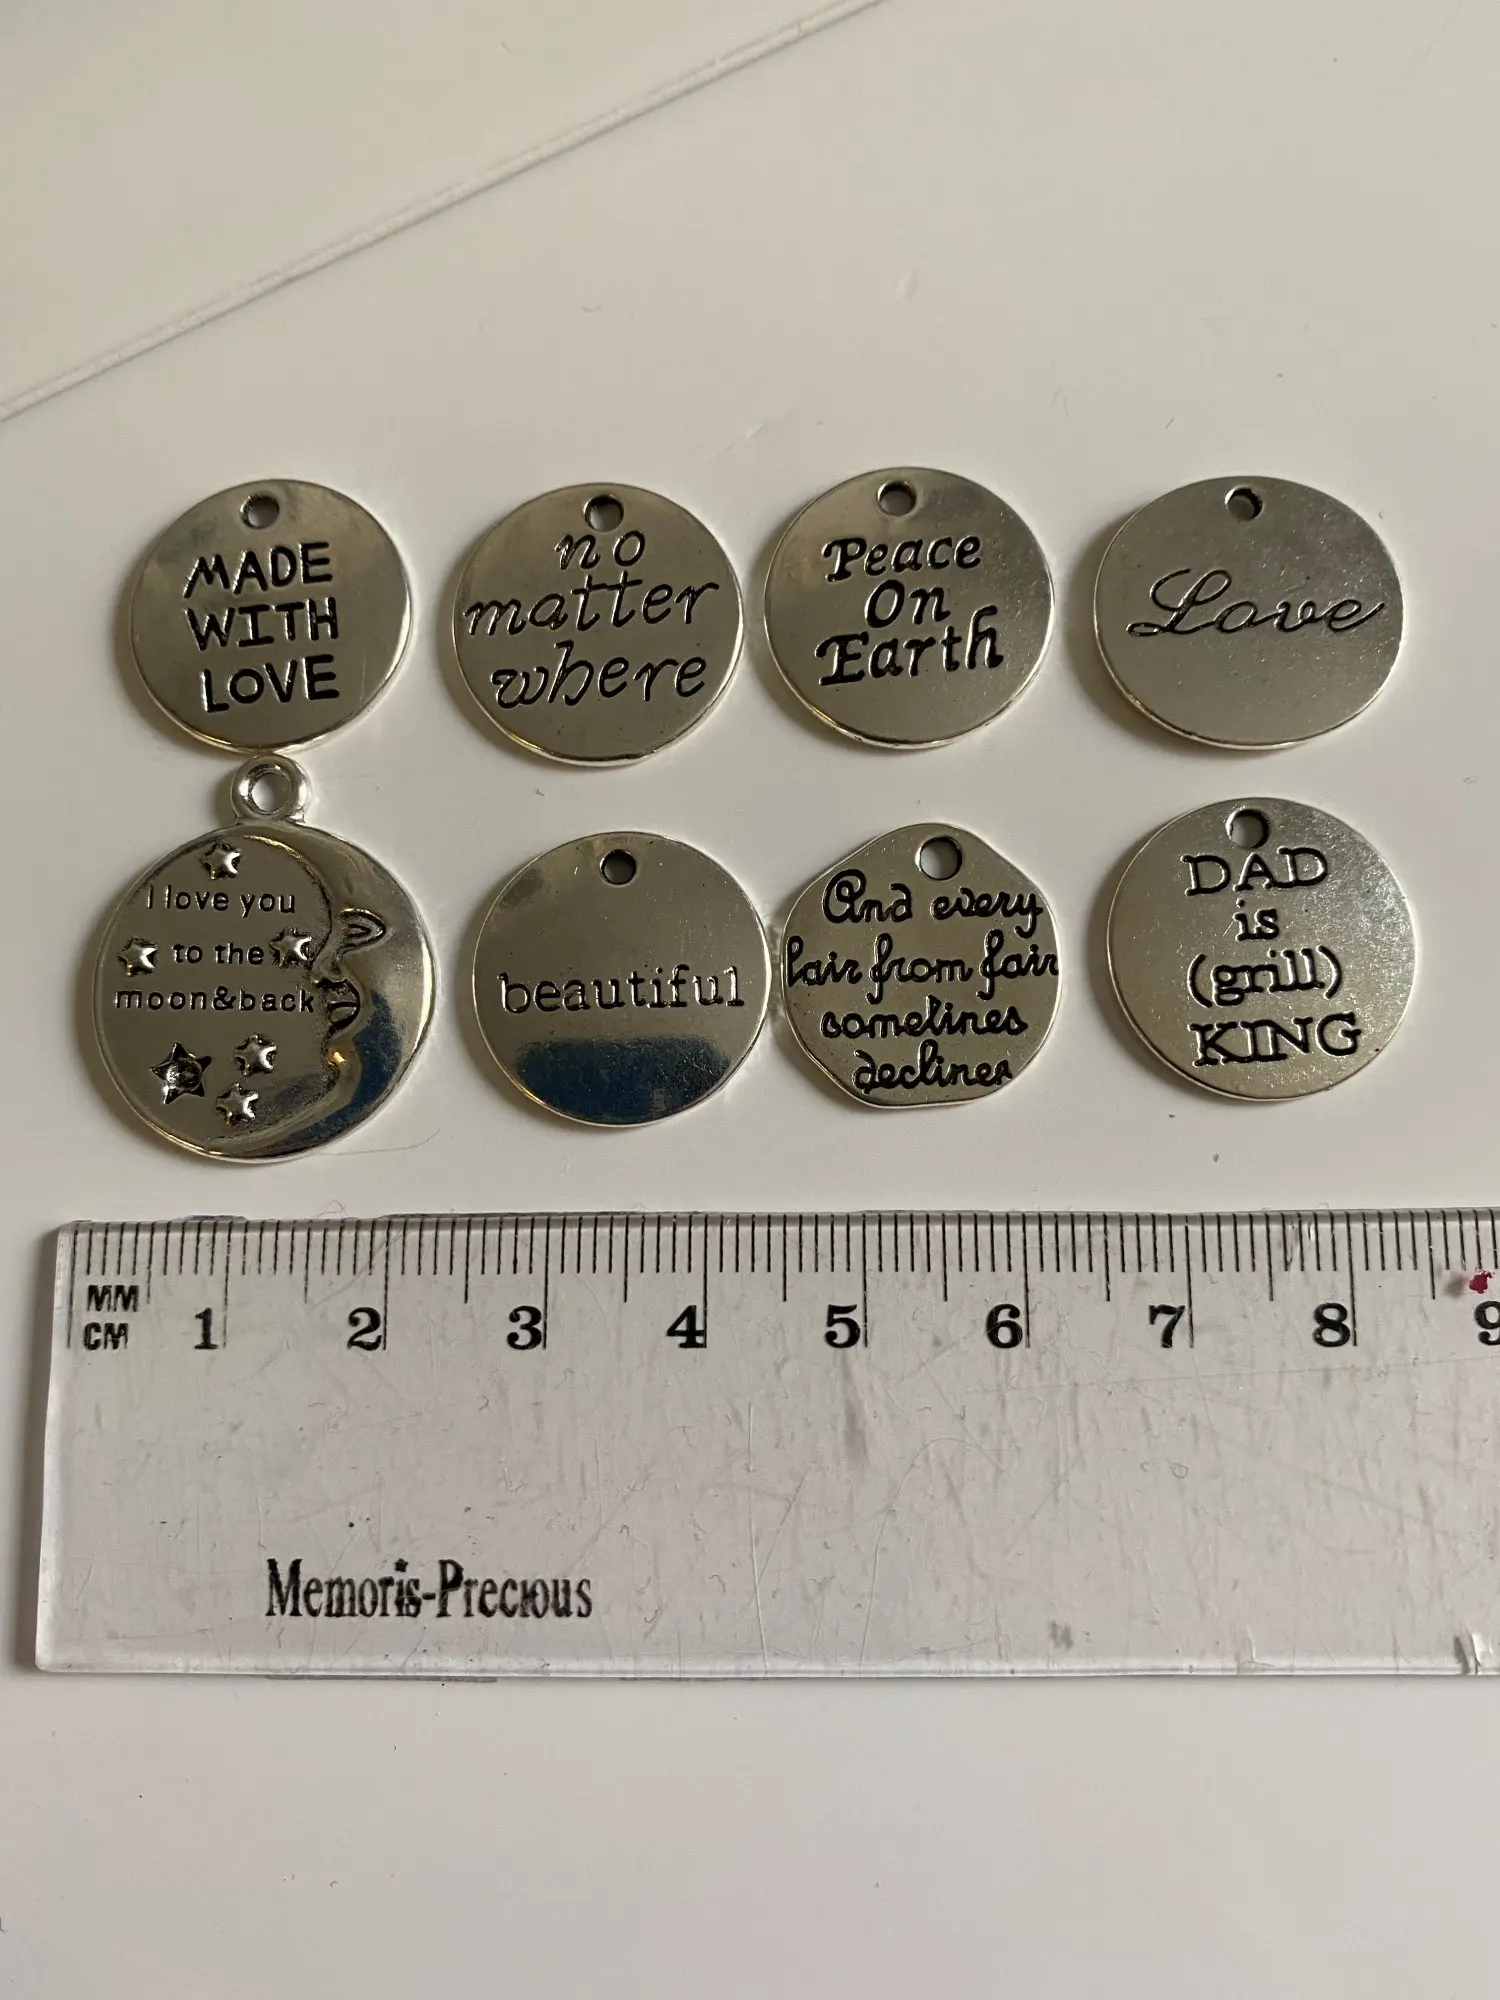 MADE
WITH
LOVE
no
matter
where
Peace
On
Earth
Love
I love you
to the
moon&back
beautiful
And every
fair from fair
sometimes
declines
DAD
is
(grill)
KING
MM
CM 1 2 3 4 5 6 7 8 9
Memoris-Precious